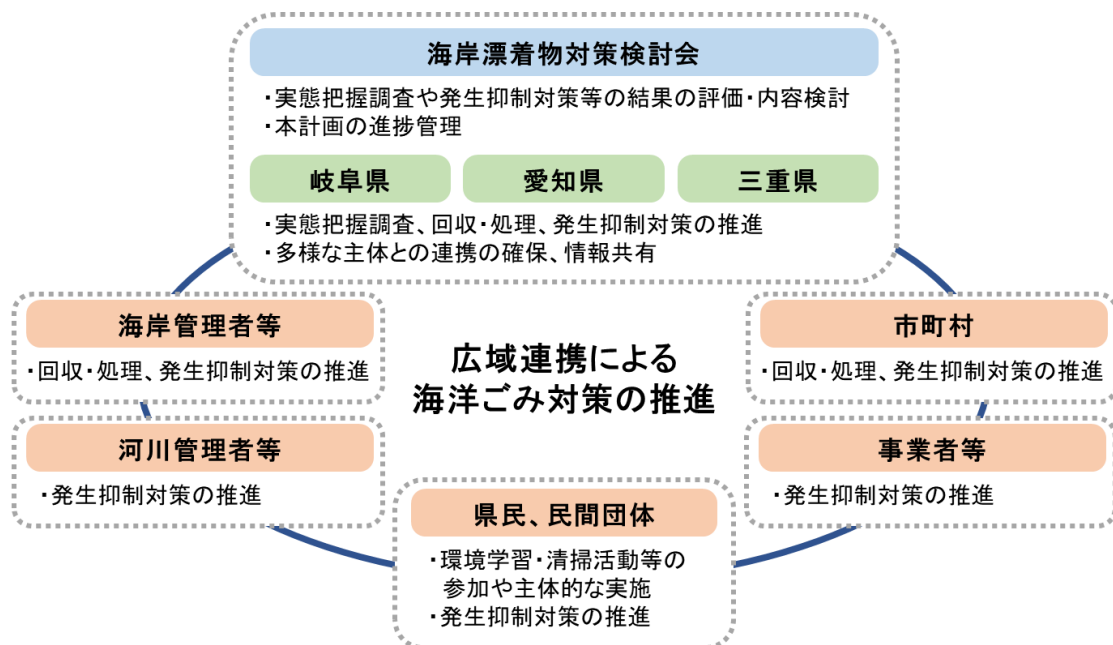 海岸漂着物対策検討会
・実態把握調査や発生抑制対策等の結果の評価・内容検討
・本計画の進捗管理
岐阜県
愛知県
三重県
・実態把握調査、回収・処理、発生抑制対策の推進
・多様な主体との連携の確保、情報共有
海岸管理者等
・回収・処理、発生抑制対策の推進
広域連携による
海洋ごみ対策の推進
市町村
・回収・処理、発生抑制対策の推進
河川管理者等
・発生抑制対策の推進
事業者等
・発生抑制対策の推進
県民、民間団体
・環境学習・清掃活動等の
参加や主体的な実施
・発生抑制対策の推進